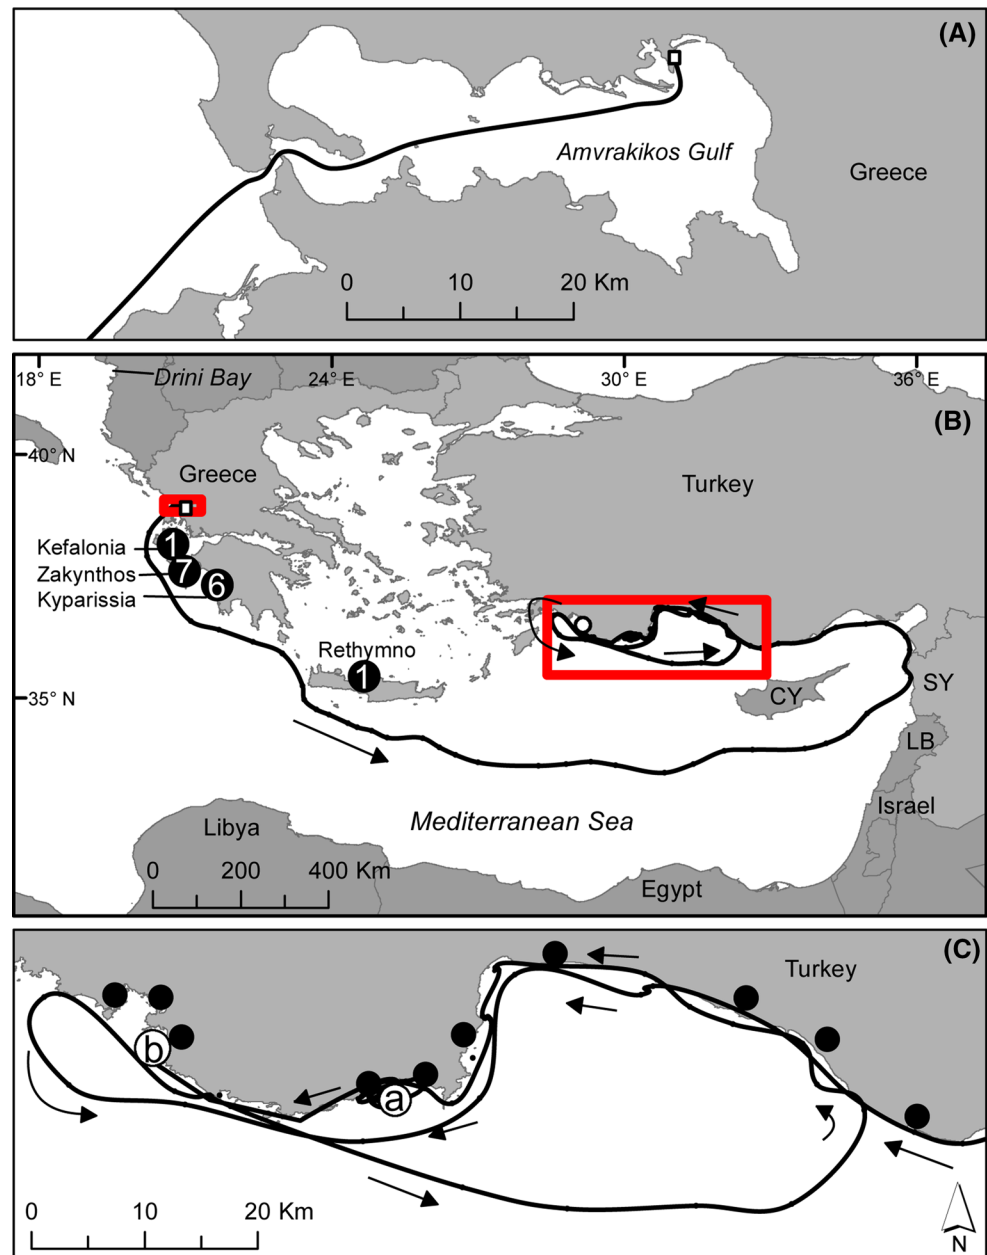 (A)
Amvrakikos Gulf
Greece
0 10 20 Km
18° E 24° E 30° E 36° E
Drini Bay
(B)
40° N
Greece
Turkey
Kefalonia 1
Zakynthos 7
Kyparissia 6
Rethymno
1
35° N
CY
SY
LB
Israel
Mediterranean Sea
Libya
0 200 400 Km
Egypt
(C)
Turkey
b
a
0 10 20 Km
N